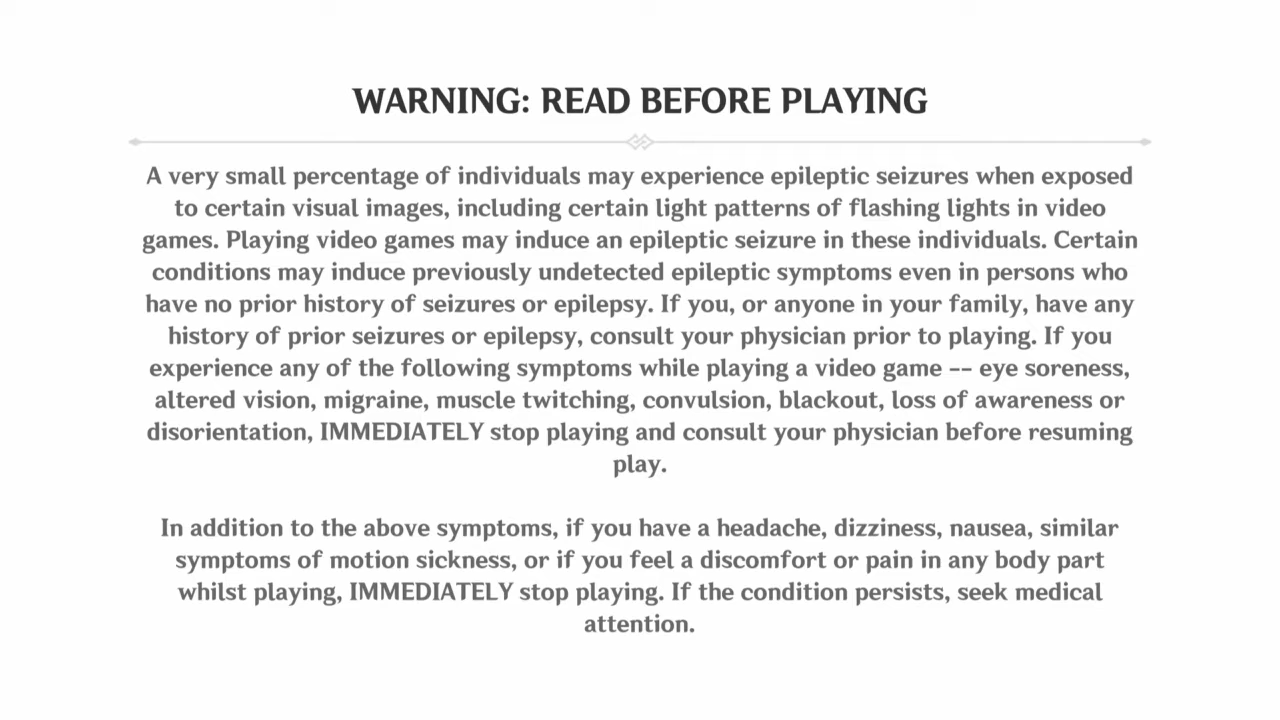 WARNING: READ BEFORE PLAYING
A very small percentage of individuals may experience epileptic seizures when exposed
to certain visual images, including certain light patterns of flashing lights in video
games. Playing video games may induce an epileptic seizure in these individuals. Certain
conditions may induce previously undetected epileptic symptoms even in persons who
have no prior history of seizures or epilepsy. If you, or anyone in your family, have any
history of prior seizures or epilepsy, consult your physician prior to playing. If you
experience any of the following symptoms while playing a video game -- eye soreness,
altered vision, migraine, muscle twitching, convulsion, blackout, loss of awareness or
disorientation, IMMEDIATELY stop playing and consult your physician before resuming
play.
In addition to the above symptoms, if you have a headache, dizziness, nausea, similar
symptoms of motion sickness, or if you feel a discomfort or pain in any body part
whilst playing, IMMEDIATELY stop playing. If the condition persists, seek medical
attention.